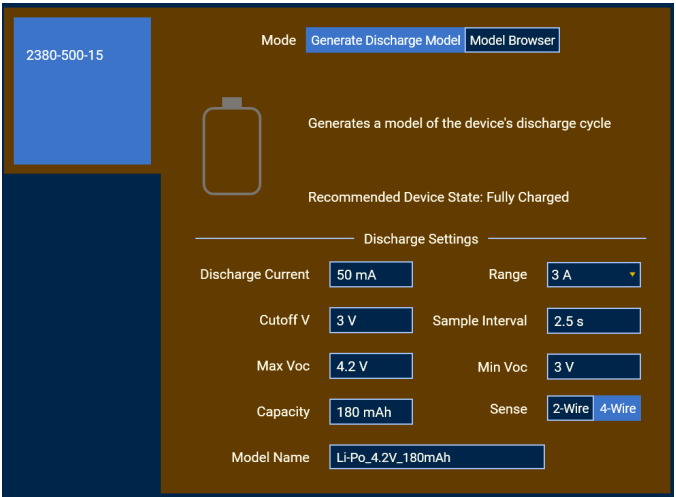 2380-500-15
Mode Generate Discharge Model Model Browser
Generates a model of the device's discharge cycle
Recommended Device State: Fully Charged
Discharge Settings
Discharge Current 50 mA Range 3 A
Cutoff V 3 V Sample Interval 2.5 s
Max Voc 4.2 V Min Voc 3 V
Capacity 180 mAh Sense 2-Wire 4-Wire
Model Name Li-Po_4.2V_180mAh